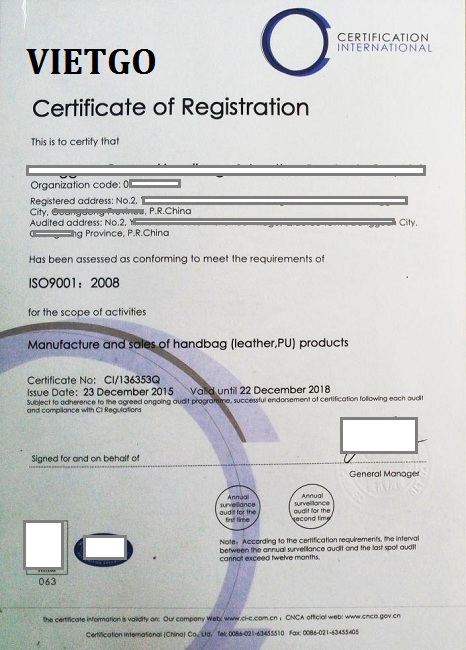 CERTIFICATION
INTERNATIONAL
VIETGO
Certificate of Registration
This is to certify that
Organization code: 0
Registered address: No.2,
City, Guangdong Province, P.R.China
Audited address: No.2, City,
ng Province, P.R.China
Has been assessed as conforming to meet the requirements of
ISO9001: 2008
for the scope of activities
Manufacture and sales of handbag (leather,PU) products
Certificate No: CI/136353Q
Issue Date: 23 December 2015 Valid until 22 December 2018
Subject to adherence to the agreed ongoing audit programme, successful endorsement of certification following each audit
and compliance with CI Regulations
Signed for and on behalf of
General Manager
Annual
surveillance
audit for the
first time
Annual
surveillance
audit for the
second time
Note: According to the certification requirements, the interval
between the annual surveillance audit and the last spot audit
cannot exceed twelve months.
063
The certificate information is validity on: Our company Web: www.ci-c.com.cn , CNCA official web: www.cnca.gov.cn
Certification International (China) Co., Ltd. Tel: 0086-021-63455510 Fax: 0086-021-63455405